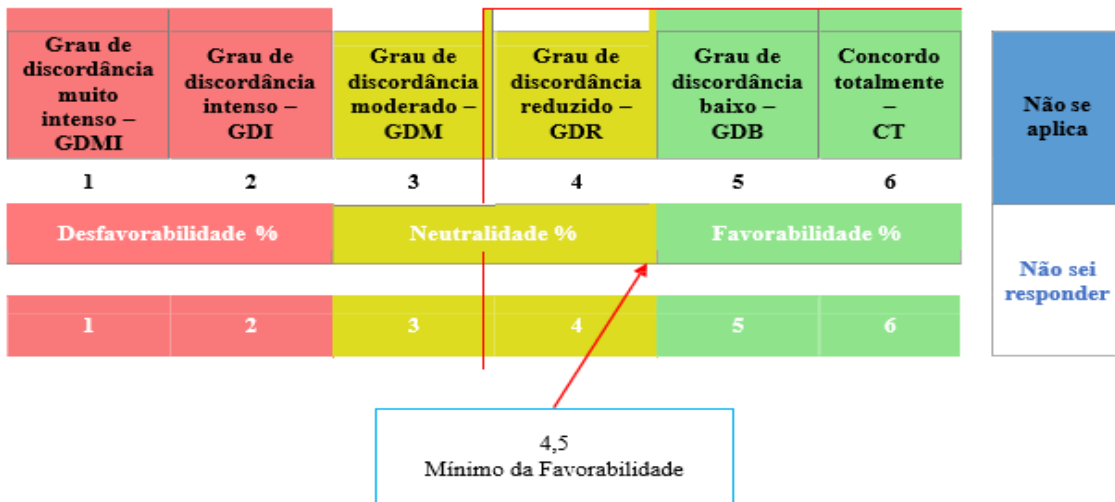 Grau de
discordância
muito
intenso –
GDMI
Grau de
discordância
intenso –
GDI
Grau de
discordância
moderado –
GDM
Grau de
discordância
reduzido –
GDR
Grau de
discordância
baixo –
GDB
Concordo
totalmente
–
CT
Não se
aplica
1 2 3 4 5 6
Desfavorabilidade % Neutralidade % Favorabilidade %
Não sei
responder
1 2 3 4 5 6
4,5
Mínimo da Favorabilidade